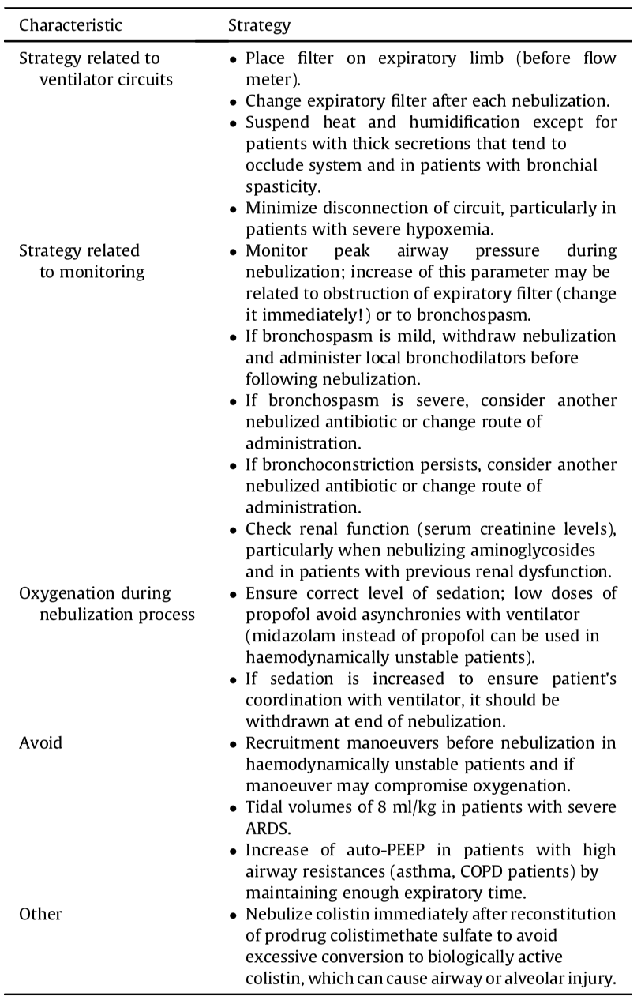 Characteristic Strategy
Strategy related to ventilator circuits
• Place filter on expiratory limb (before flow
meter).
• Change expiratory filter after each nebulization.
• Suspend heat and humidification except for
patients with thick secretions that tend to
occlude system and in patients with bronchial
spasticity.
• Minimize disconnection of circuit, particularly in
patients with severe hypoxemia.
Strategy related
to monitoring
• Monitor peak airway pressure during
nebulization; increase of this parameter may be
related to obstruction of expiratory filter (change
it immediately!) or to bronchospasm.
• If bronchospasm is mild, withdraw nebulization
and administer local bronchodilators before
following nebulization.
• If bronchospasm is severe, consider another
nebulized antibiotic or change route of
administration.
• If bronchoconstriction persists, consider another
nebulized antibiotic or change route of
administration.
• Check renal function (serum creatinine levels),
particularly when nebulizing aminoglycosides
and in patients with previous renal dysfunction.
Oxygenation during
nebulization process
• Ensure correct level of sedation; low doses of
propofol avoid asynchronies with ventilator
(midazolam instead of propofol can be used in
haemodynamically unstable patients).
• If sedation is increased to ensure patient's
coordination with ventilator, it should be
withdrawn at end of nebulization.
Avoid
• Recruitment manoeuvers before nebulization in
haemodynamically unstable patients and if
manoeuver may compromise oxygenation.
• Tidal volumes of 8 ml/kg in patients with severe
ARDS.
• Increase of auto-PEEP in patients with high
airway resistances (asthma, COPD patients) by
maintaining enough expiratory time.
Other
• Nebulize colistin immediately after reconstitution
of prodrug colistimethate sulfate to avoid
excessive conversion to biologically active
colistin, which can cause airway or alveolar injury.